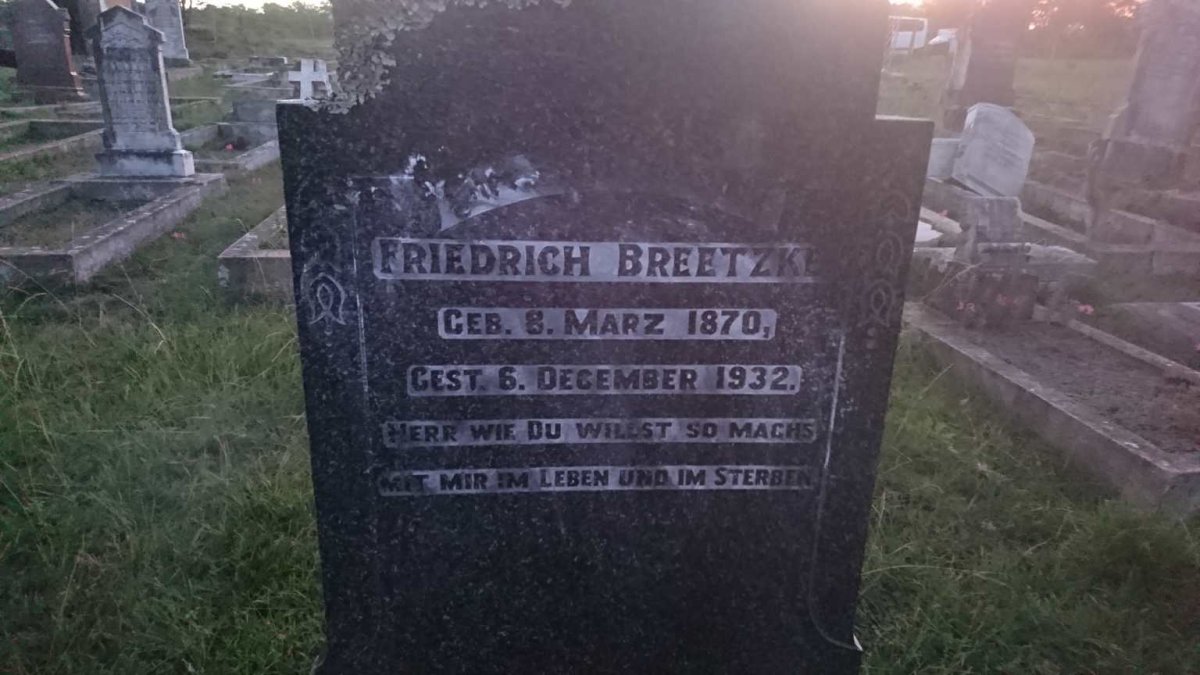 FRIEDRICH BREETZKE
GEB. 8. MARZ 1870,
GEST. 6. DECEMBER 1932.
HERR WIE DU WILLST SO MACHS
MIT MIR IM LEBEN UND IM STERBEN